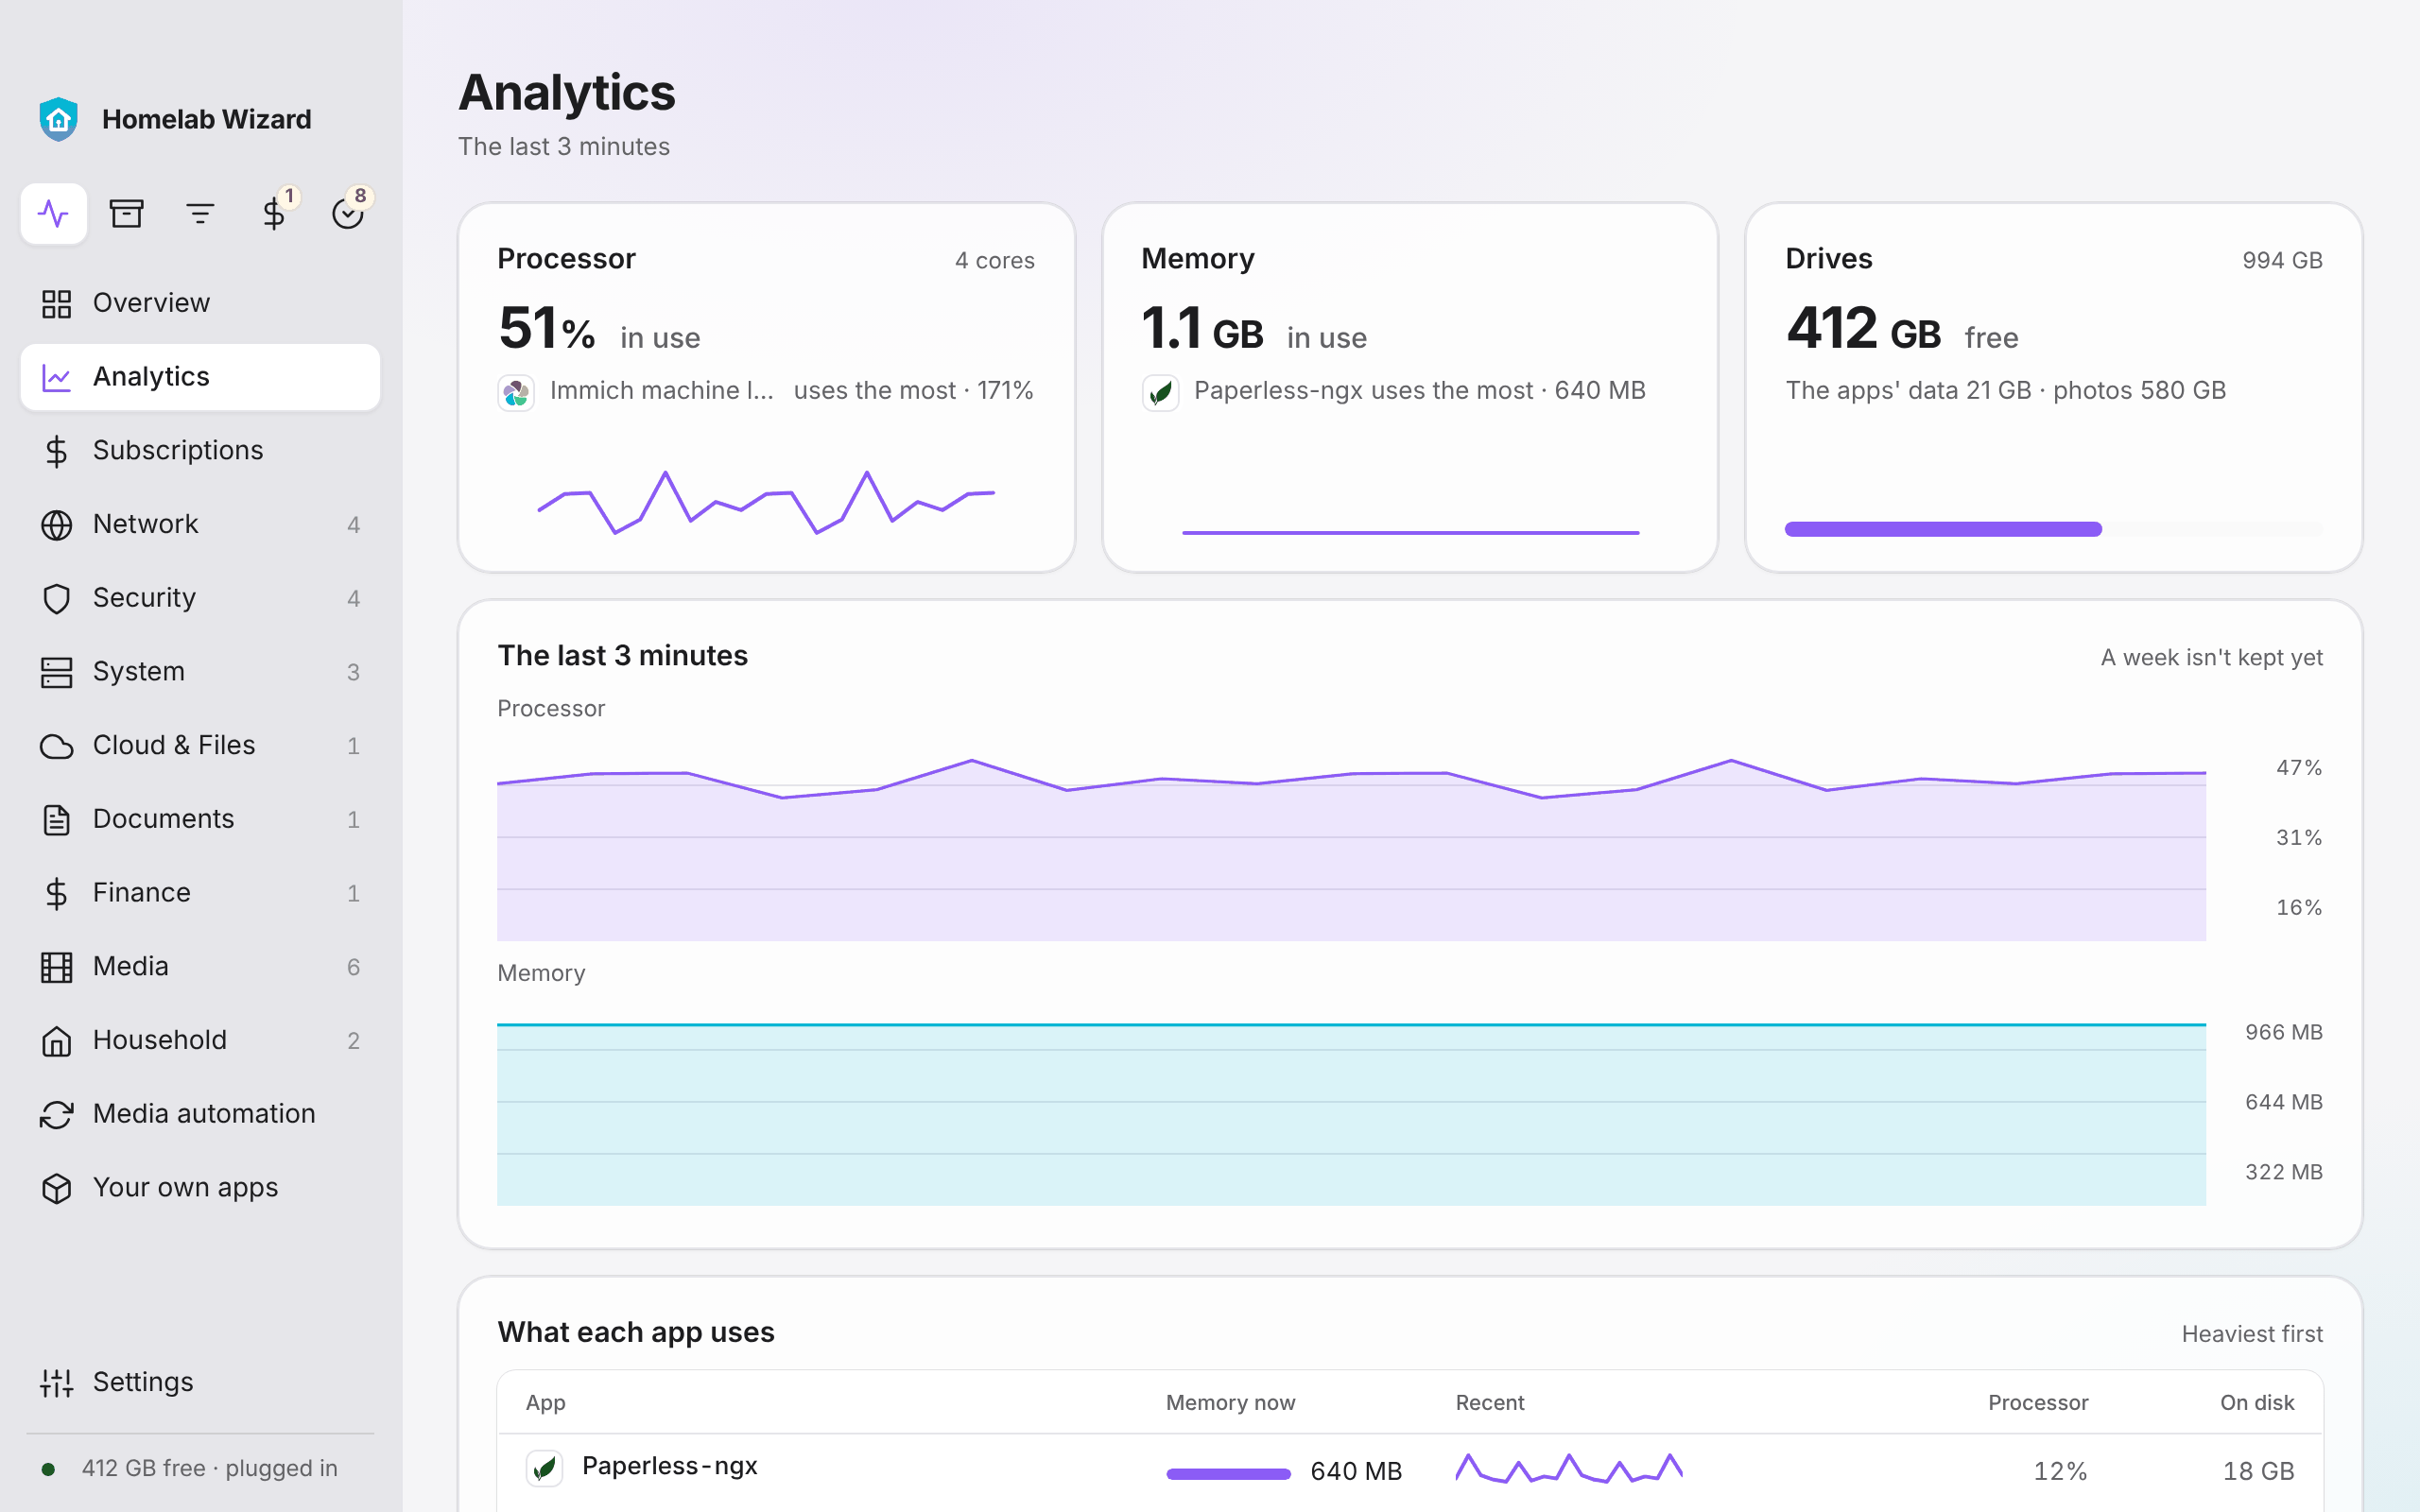 Homelab Wizard
1
8
Overview
Analytics
Subscriptions
Network 4
Security 4
System 3
Cloud & Files 1
Documents 1
Finance 1
Media 6
Household 2
Media automation
Your own apps
Settings
412 GB free · plugged in
Analytics
The last 3 minutes
Processor 4 cores
51% in use
Immich machine l... uses the most · 171%
Memory
1.1 GB in use
Paperless-ngx uses the most · 640 MB
Drives 994 GB
412 GB free
The apps' data 21 GB · photos 580 GB
The last 3 minutes A week isn't kept yet
Processor
47%
31%
16%
Memory
966 MB
644 MB
322 MB
What each app uses Heaviest first
App Memory now Recent Processor On disk
Paperless-ngx 640 MB 12% 18 GB